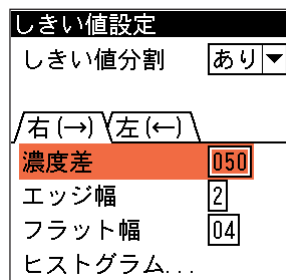 しきい値設定
しきい値分割 あり▼
右(→) 左(←)
濃度差 050
エッジ幅 2
フラット幅 04
ヒストグラム...